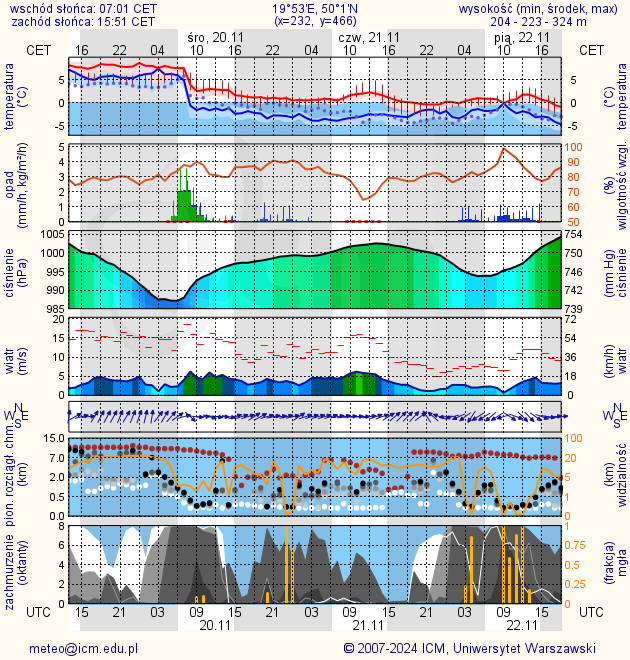 wschód słońca: 07:01 CET
zachód słońca: 15:51 CET
19°53'E, 50°1'N
(x=232, y=466)
wysokość (min, środek, max)
204 - 223 - 324 m
śro, 20.11 czw, 21.11 pią, 22.11
CET 16 22 04 10 16 22 04 10 16 22 04 10 16 CET
temperatura
(°C)
5
0
-5
5
0
-5
(°C)
temperatura
opad
(mm/h, kg/m²/h)
5
4
3
2
1
0
100
90
80
70
60
50
(%)
wilgotność wzgl.
ciśnienie
(hPa)
1005
1000
995
990
985
754
750
746
742
739
(mm Hg)
ciśnienie
wiatr
(m/s)
20
15
10
5
0
72
54
36
18
0
(km/h)
wiatr
N
W E
S
N
W E
S
pion. rozciągł. chm.
(km)
15.0
7.0
2.0
0.5
0.0
100
20
5
1
0
(km)
widzialność
zachmurzenie
(oktanty)
8
6
4
2
0
1
0.75
0.5
0.25
0
(frakcja)
mgła
UTC 15 21 03 09 15 21 03 09 15 21 03 09 15 UTC
20.11 21.11 22.11
meteo@icm.edu.pl
© 2007-2024 ICM, Uniwersytet Warszawski